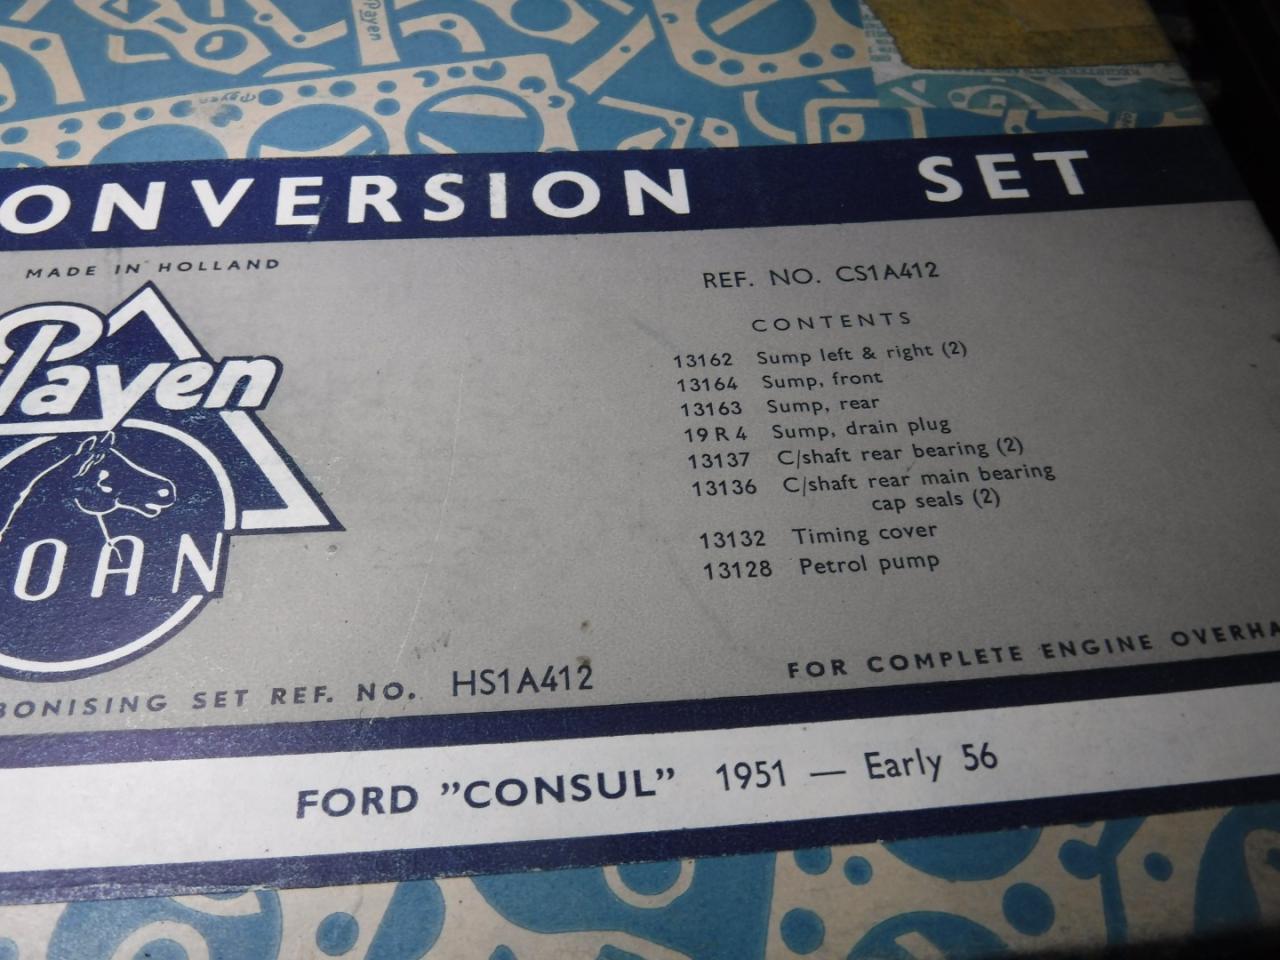 Payen
Payen
ONVERSION SET
MADE IN HOLLAND
Payen
OAN
REF. NO. CS1A412
CONTENTS
13162 Sump left & right (2)
13164 Sump, front
13163 Sump, rear
19R4 Sump, drain plug
13137 C/shaft rear bearing (2)
13136 C/shaft rear main bearing
cap seals (2)
13132 Timing cover
13128 Petrol pump
BONISING SET REF. NO. HS1A412
FOR COMPLETE ENGINE OVERHA
FORD ”CONSUL” 1951 — Early 56